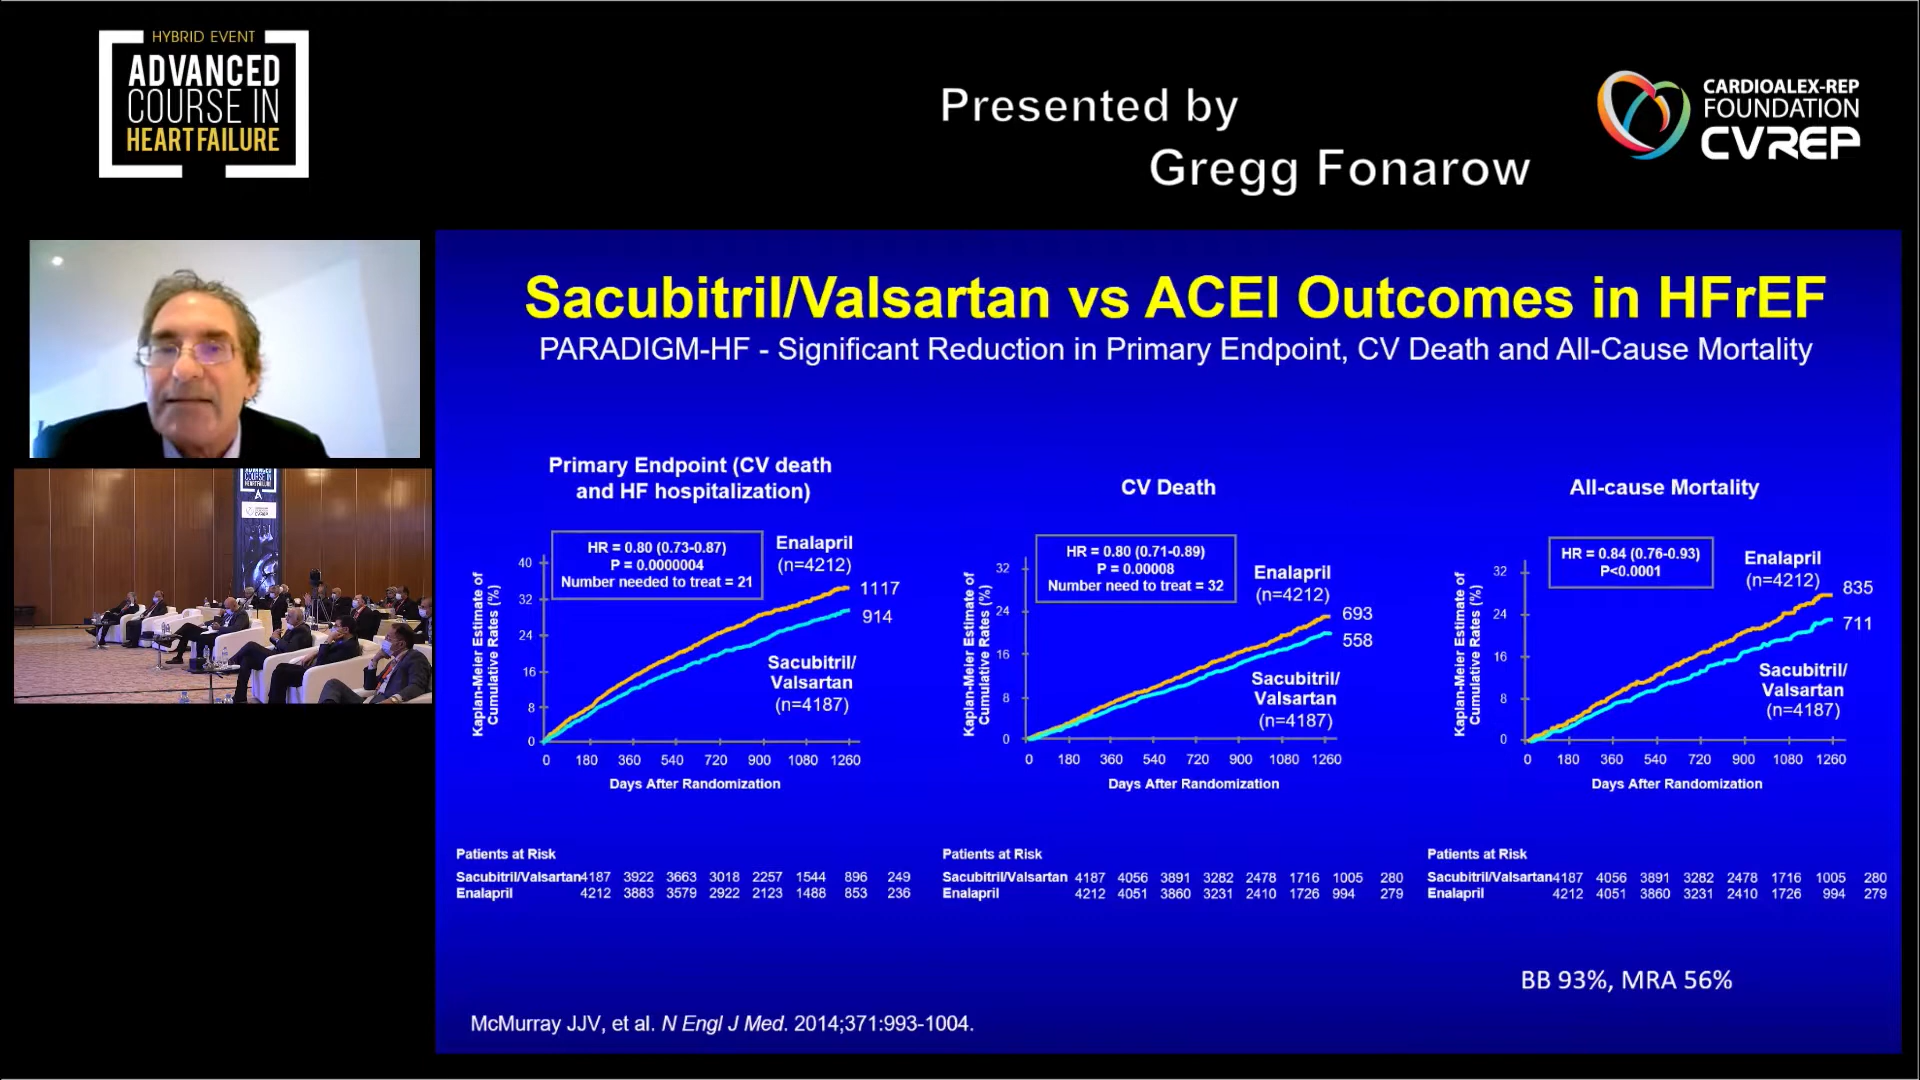 HYBRID EVENT
ADVANCED
COURSE IN
HEART FAILURE
Presented by
Gregg Fonarow
CARDIOALEX-REP
FOUNDATION
CVREP
Sacubitril/Valsartan vs ACEI Outcomes in HFrEF
PARADIGM-HF - Significant Reduction in Primary Endpoint, CV Death and All-Cause Mortality
Primary Endpoint (CV death
and HF hospitalization)
HR = 0.80 (0.73-0.87)
P = 0.0000004
Number needed to treat = 21
Enalapril
(n=4212)
1117
914
Sacubitril/
Valsartan
(n=4187)
Kaplan-Meier Estimate of
Cumulative Rates (%)
40
32
24
16
8
0
0 180 360 540 720 900 1080 1260
Days After Randomization
CV Death
HR = 0.80 (0.71-0.89)
P = 0.00008
Number need to treat = 32
Enalapril
(n=4212)
693
558
Sacubitril/
Valsartan
(n=4187)
Kaplan-Meier Estimate of
Cumulative Rates (%)
32
24
16
8
0
0 180 360 540 720 900 1080 1260
Days After Randomization
All-cause Mortality
HR = 0.84 (0.76-0.93)
P<0.0001
Enalapril
(n=4212)
835
711
Sacubitril/
Valsartan
(n=4187)
Kaplan-Meier Estimate of
Cumulative Rates (%)
32
24
16
8
0
0 180 360 540 720 900 1080 1260
Days After Randomization
Patients at Risk
Sacubitril/Valsartan 4187 3922 3663 3018 2257 1544 896 249
Enalapril 4212 3883 3579 2922 2123 1488 853 236
Patients at Risk
Sacubitril/Valsartan 4187 4056 3891 3282 2478 1716 1005 280
Enalapril 4212 4051 3860 3231 2410 1726 994 279
Patients at Risk
Sacubitril/Valsartan 4187 4056 3891 3282 2478 1716 1005 280
Enalapril 4212 4051 3860 3231 2410 1726 994 279
BB 93%, MRA 56%
McMurray JJV, et al. N Engl J Med. 2014;371:993-1004.
ADVANCED
COURSE IN
HEART FAILURE
CVREP